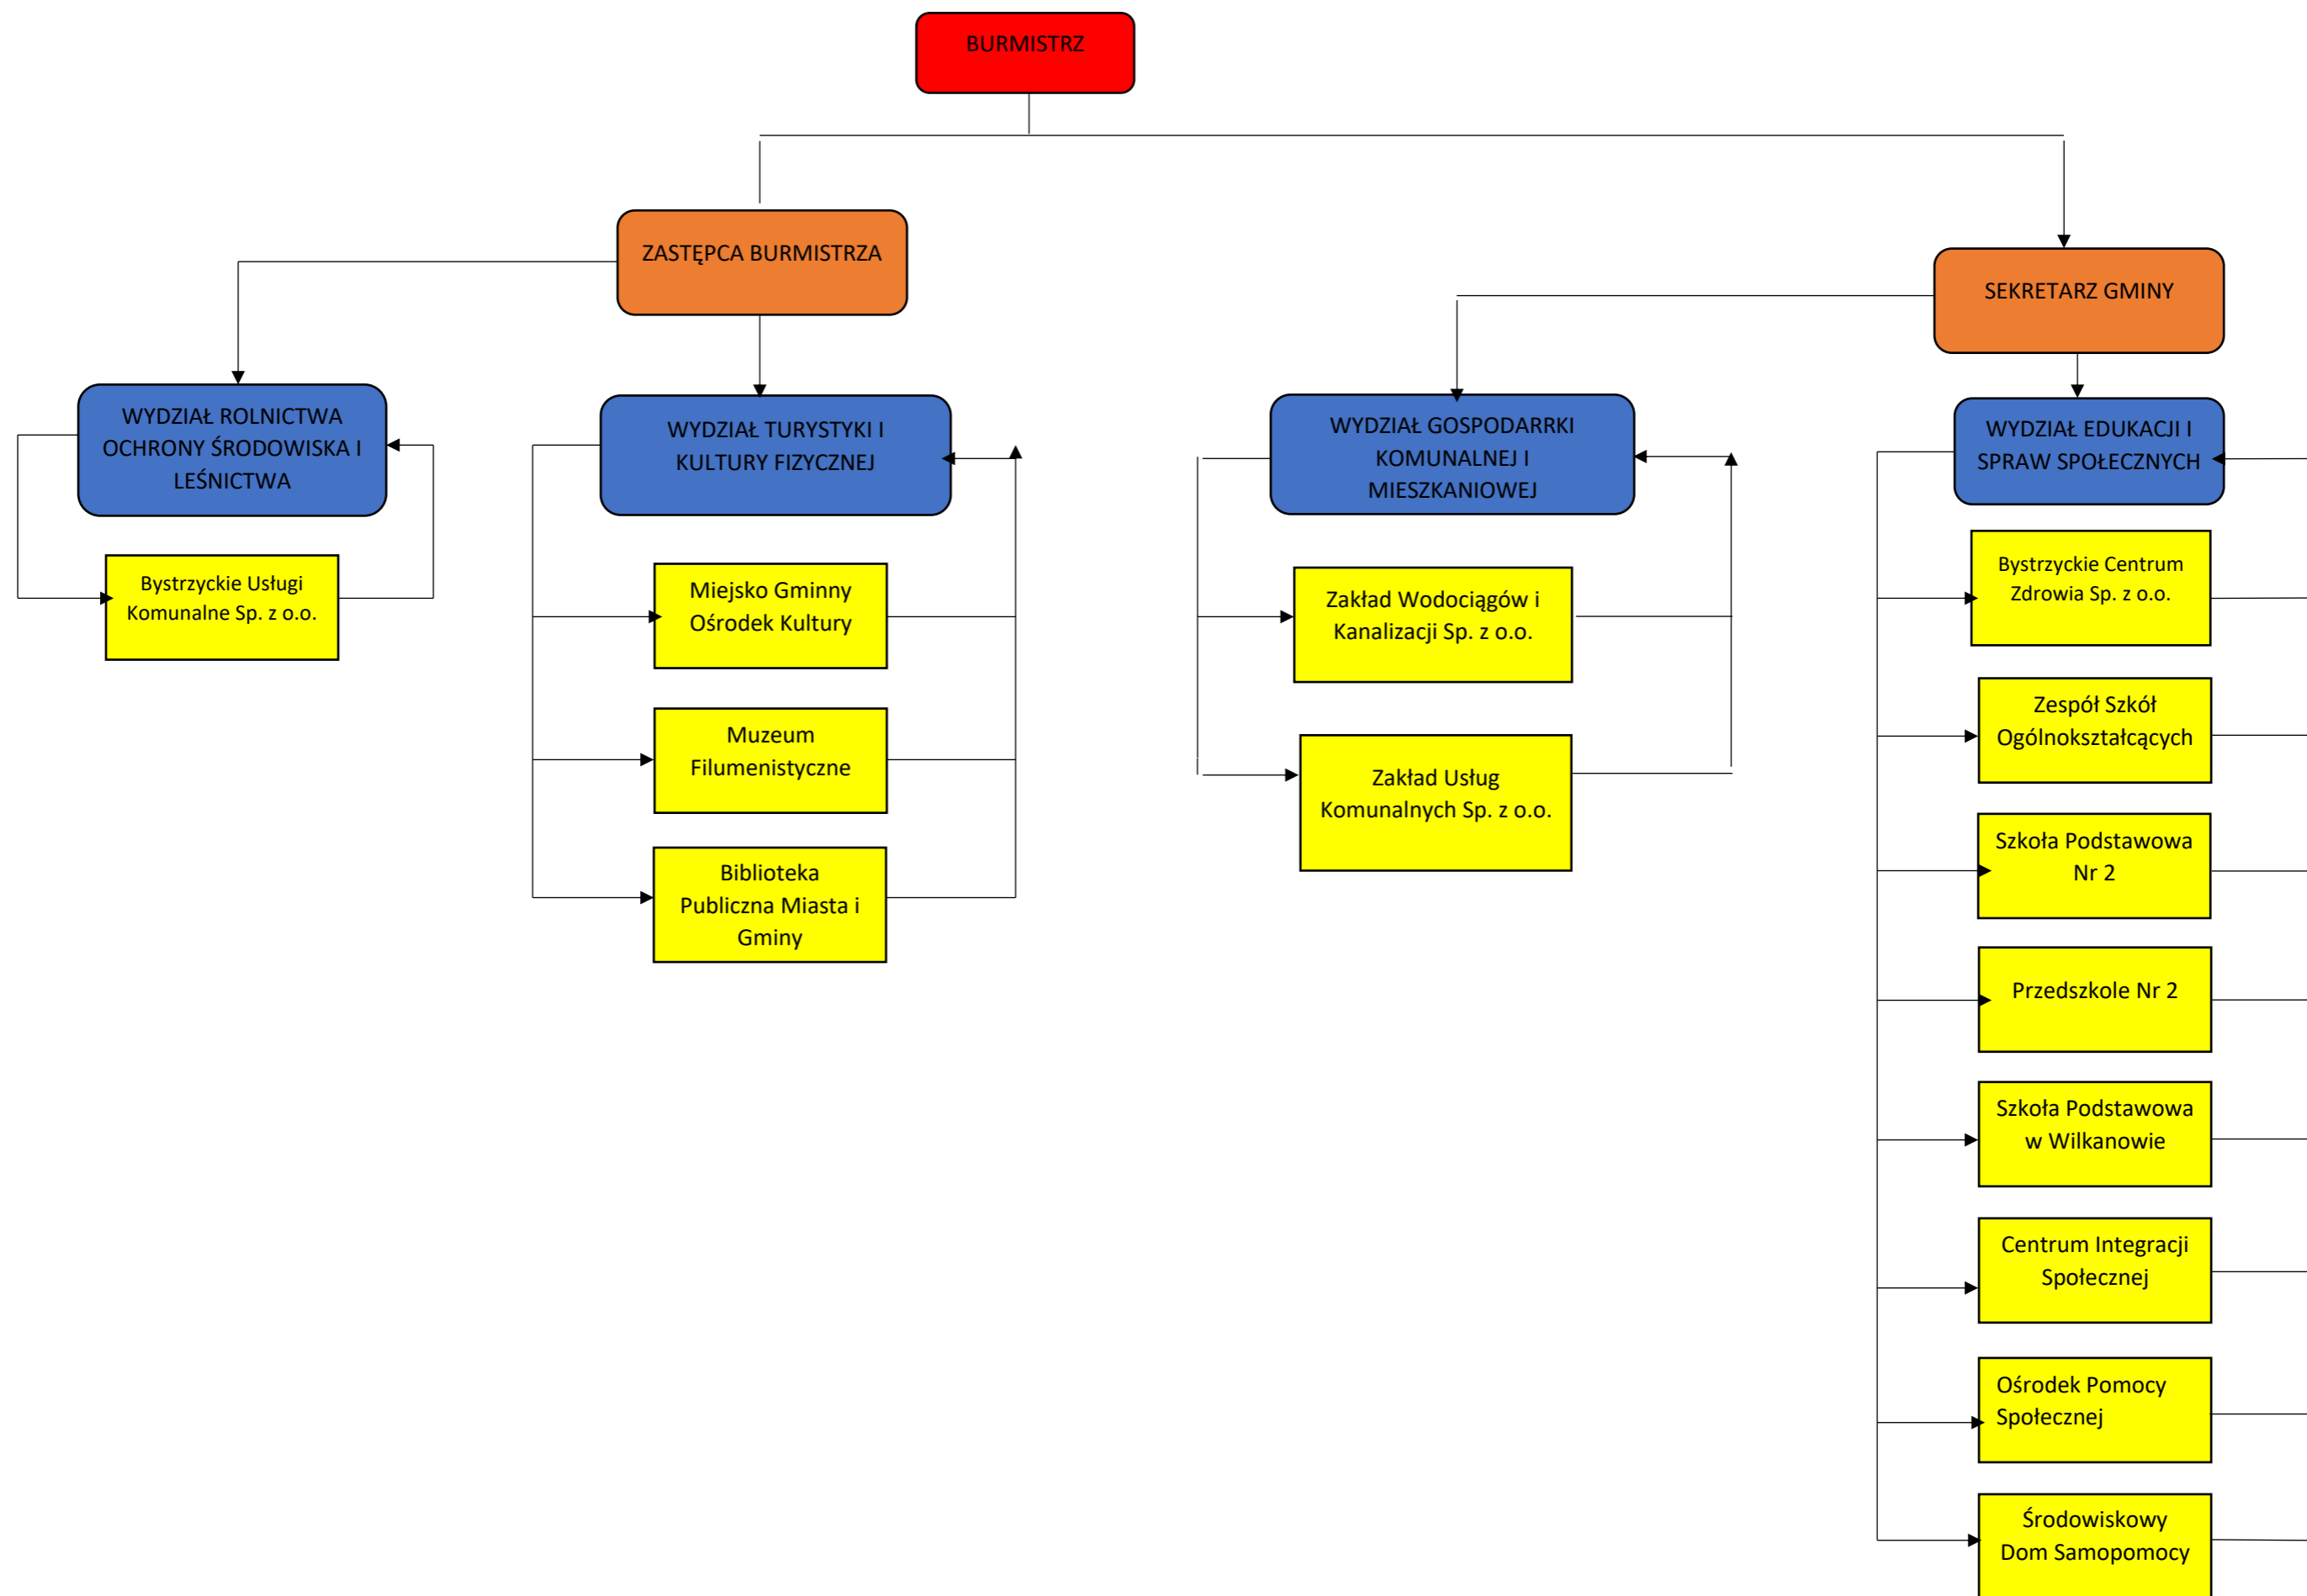 BURMISTRZ
ZASTĘPCA BURMISTRZA
SEKRETARZ GMINY
WYDZIAŁ ROLNICTWA
OCHRONY ŚRODOWISKA I
LEŚNICTWA
WYDZIAŁ TURYSTYKI I
KULTURY FIZYCZNEJ
WYDZIAŁ GOSPODARRKI
KOMUNALNEJ I
MIESZKANIOWEJ
WYDZIAŁ EDUKACJI I
SPRAW SPOŁECZNYCH
Bystrzyckie Usługi
Komunalne Sp. z o.o.
Miejsko Gminny
Ośrodek Kultury
Muzeum
Filumenistyczne
Biblioteka
Publiczna Miasta i
Gminy
Zakład Wodociągów i
Kanalizacji Sp. z o.o.
Zakład Usług
Komunalnych Sp. z o.o.
Bystrzyckie Centrum
Zdrowia Sp. z o.o.
Zespół Szkół
Ogólnokształcących
Szkoła Podstawowa
Nr 2
Przedszkole Nr 2
Szkoła Podstawowa
w Wilkanowie
Centrum Integracji
Społecznej
Ośrodek Pomocy
Społecznej
Środowiskowy
Dom Samopomocy